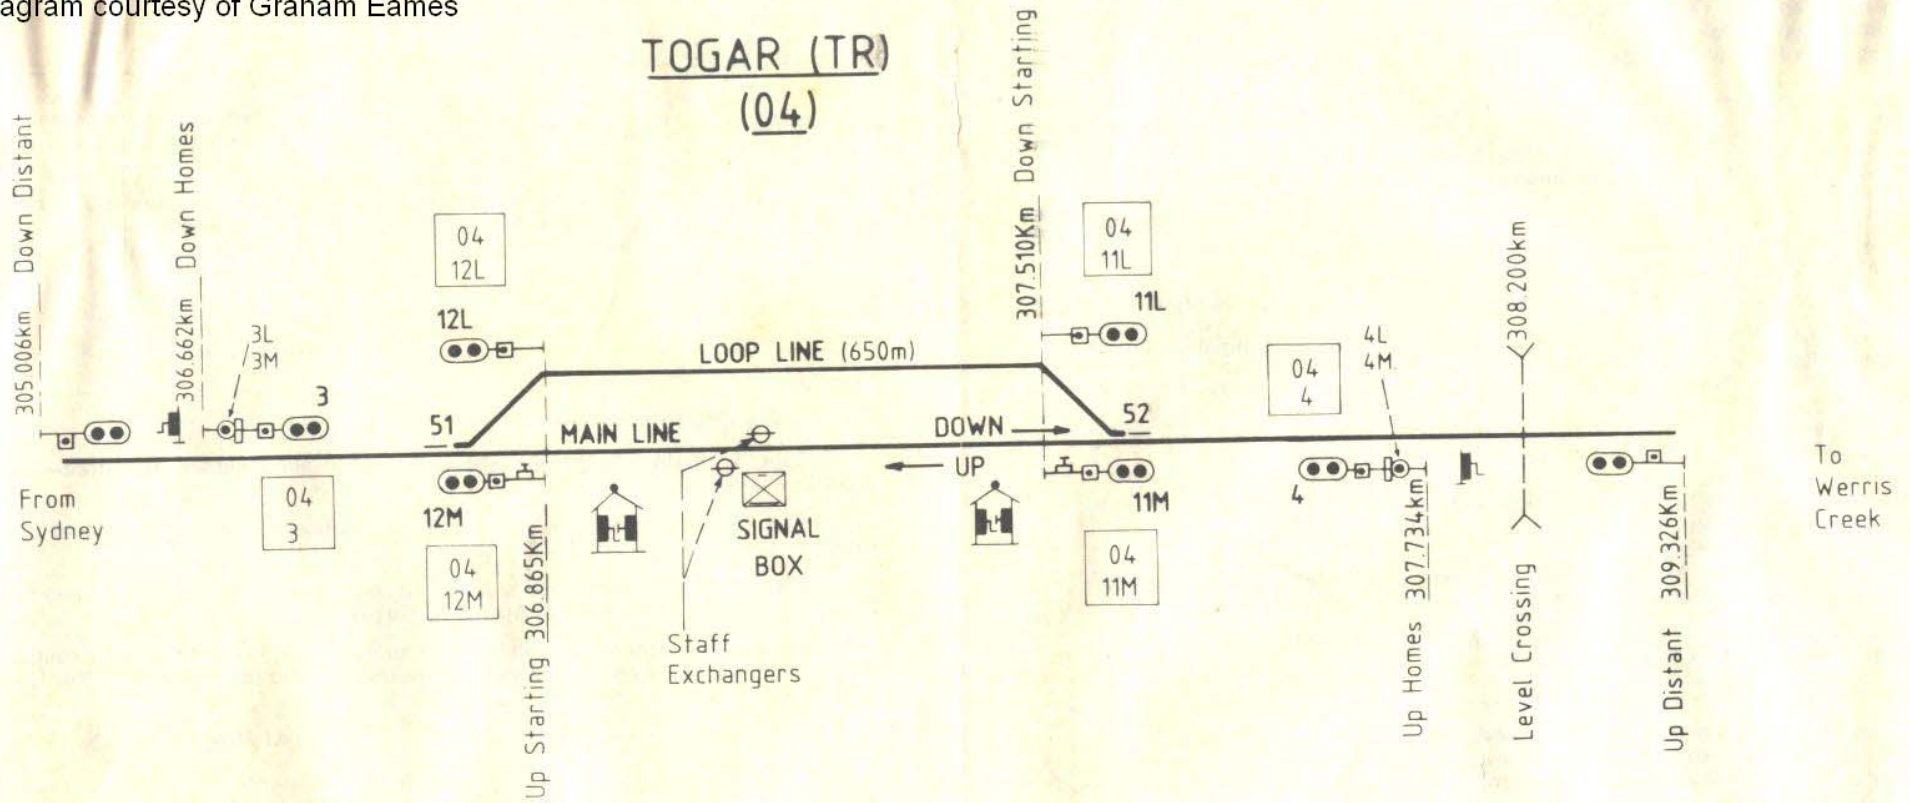 agram courtesy of Graham Eames
TOGAR (TR)
(04)
305.006km Down Distant
306.662km Down Homes
3L
3M
3
04
12L
12L
307.510Km Down Starting
04
11L
11L
LOOP LINE (650m)
4L
4M
04
4
308.200km
51
MAIN LINE
DOWN
52
UP
From
Sydney
04
3
12M
04
12M
Up Starting 306.865Km
SIGNAL
BOX
Staff
Exchangers
11M
04
11M
4
Up Homes 307.734km
Level Crossing
Up Distant 309.326Km
To
Werris
Creek